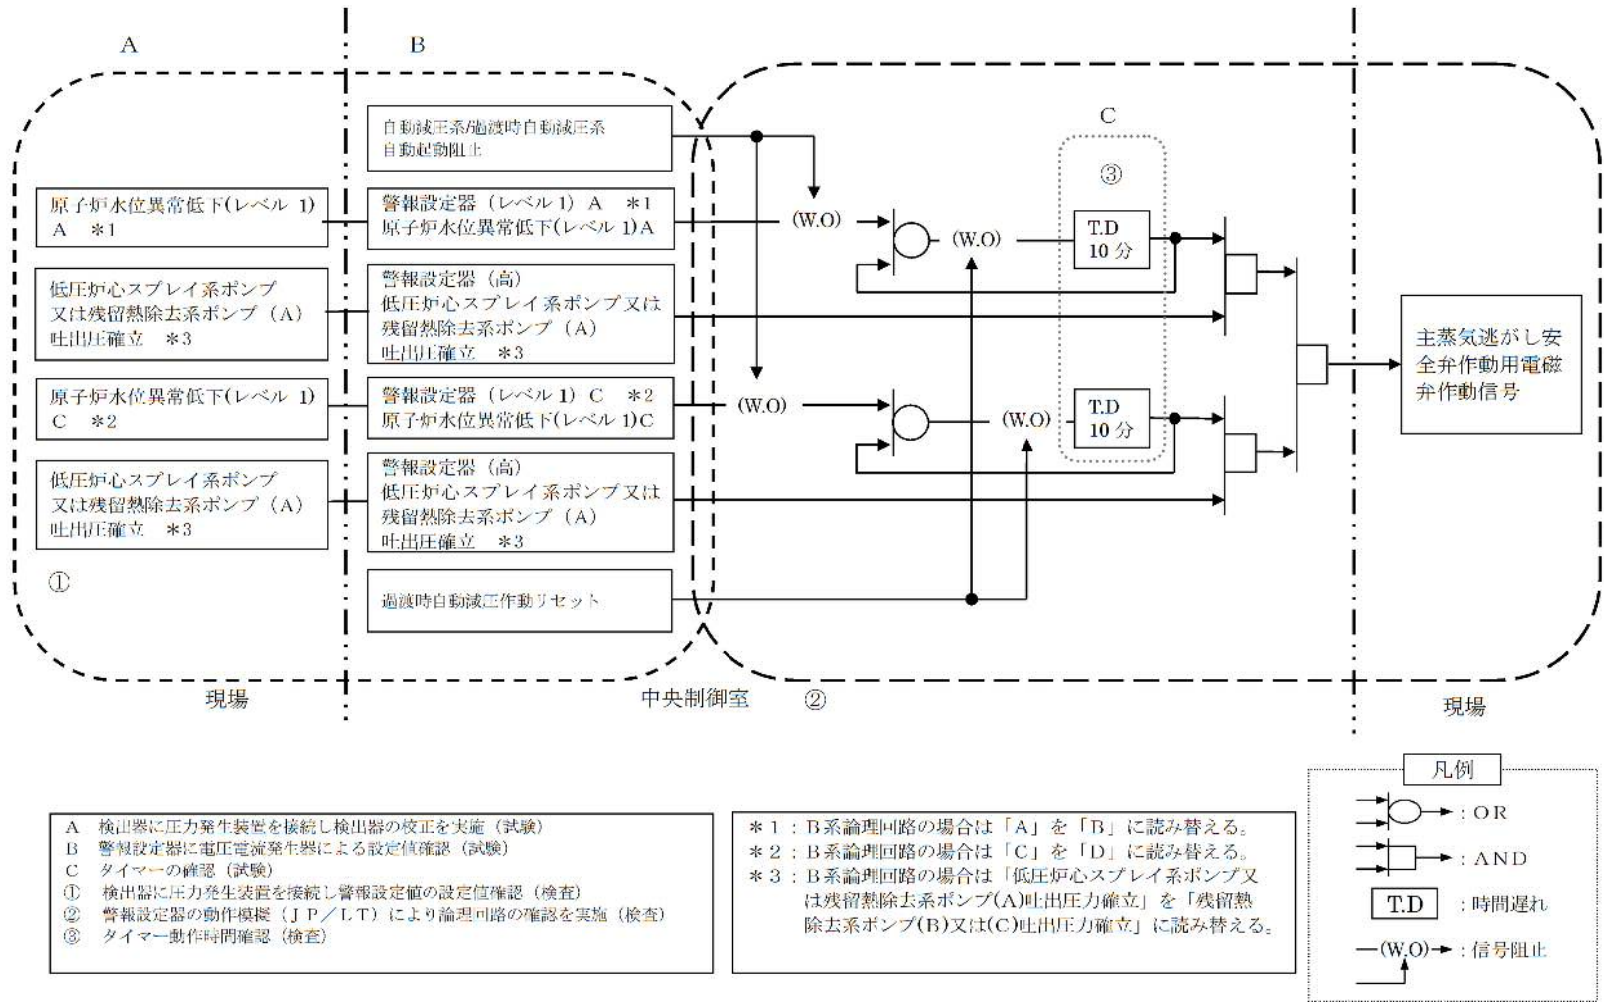 A
B
自動減圧系/過渡時自動減圧系
自動起動阻止
原子炉水位異常低下(レベル 1)
A ＊1
警報設定器（レベル 1）A ＊1
原子炉水位異常低下(レベル 1)A
低圧炉心スプレイ系ポンプ
又は残留熱除去系ポンプ（A）
吐出圧確立 ＊3
警報設定器（高）
低圧炉心スプレイ系ポンプ又は
残留熱除去系ポンプ（A）
吐出圧確立 ＊3
原子炉水位異常低下(レベル 1)
C ＊2
警報設定器（レベル 1）C ＊2
原子炉水位異常低下(レベル 1)C
低圧炉心スプレイ系ポンプ
又は残留熱除去系ポンプ（A）
吐出圧確立 ＊3
警報設定器（高）
低圧炉心スプレイ系ポンプ又は
残留熱除去系ポンプ（A）
吐出圧確立 ＊3
①
過渡時自動減圧作動リセット
C
③
(W.O)
(W.O)
T.D
10 分
(W.O)
(W.O)
T.D
10 分
主蒸気逃がし安
全弁作動用電磁
弁作動信号
現場
中央制御室
②
現場
A 検出器に圧力発生装置を接続し検出器の校正を実施（試験）
B 警報設定器に電圧電流発生器による設定値確認（試験）
C タイマーの確認（試験）
① 検出器に圧力発生装置を接続し警報設定値の設定値確認（検査）
② 警報設定器の動作模擬（ＪＰ／ＬＴ）により論理回路の確認を実施（検査）
③ タイマー動作時間確認（検査）
＊1：B系論理回路の場合は「A」を「B」に読み替える。
＊2：B系論理回路の場合は「C」を「D」に読み替える。
＊3：B系論理回路の場合は「低圧炉心スプレイ系ポンプ又
は残留熱除去系ポンプ(A)吐出圧力確立」を「残留熱
除去系ポンプ(B)又は(C)吐出圧力確立」に読み替える。
凡例
：OR
：AND
T.D ：時間遅れ
(W.O) ：信号阻止